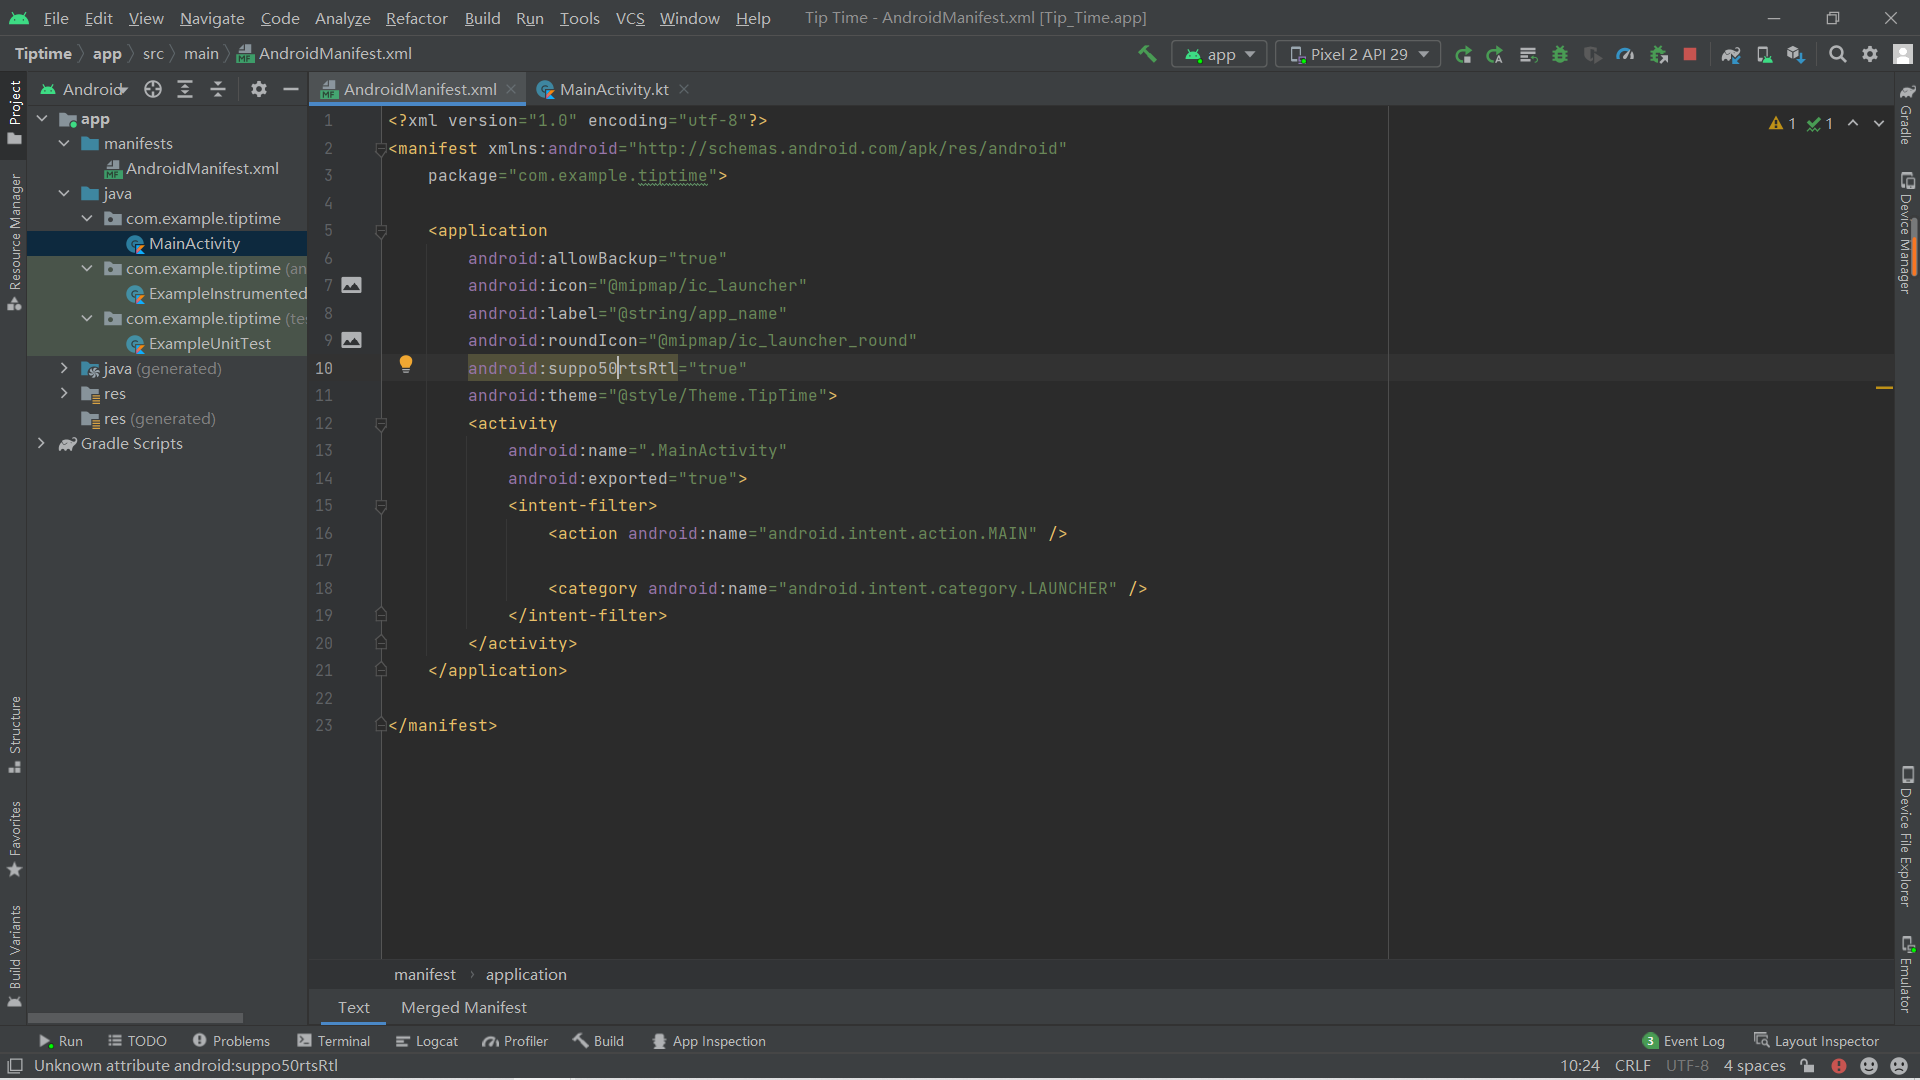 File Edit View Navigate Code Analyze Refactor Build Run Tools VCS Window Help Tip Time - AndroidManifest.xml [Tip_Time.app]
Tiptime app src main AndroidManifest.xml app Pixel 2 API 29
Android
AndroidManifest.xml MainActivity.kt
app
manifests
AndroidManifest.xml
java
com.example.tiptime
MainActivity
com.example.tiptime (an
ExampleInstrumented
com.example.tiptime (te
ExampleUnitTest
java (generated)
res
res (generated)
Gradle Scripts
Project
Resource Manager
Structure
Favorites
Build Variants
1 <?xml version="1.0" encoding="utf-8"?>
2 <manifest xmlns:android="http://schemas.android.com/apk/res/android"
3 package="com.example.tiptime">
4
5 <application
6 android:allowBackup="true"
7 android:icon="@mipmap/ic_launcher"
8 android:label="@string/app_name"
9 android:roundIcon="@mipmap/ic_launcher_round"
10 android:suppo50rtsRtl="true"
11 android:theme="@style/Theme.TipTime">
12 <activity
13 android:name=".MainActivity"
14 android:exported="true">
15 <intent-filter>
16 <action android:name="android.intent.action.MAIN" />
17
18 <category android:name="android.intent.category.LAUNCHER" />
19 </intent-filter>
20 </activity>
21 </application>
22
23 </manifest>
1 1
Gradle
Device Manager
Device File Explorer
Emulator
manifest application
Text Merged Manifest
Run TODO Problems Terminal Logcat Profiler Build App Inspection 3 Event Log Layout Inspector
Unknown attribute android:suppo50rtsRtl 10:24 CRLF UTF-8 4 spaces